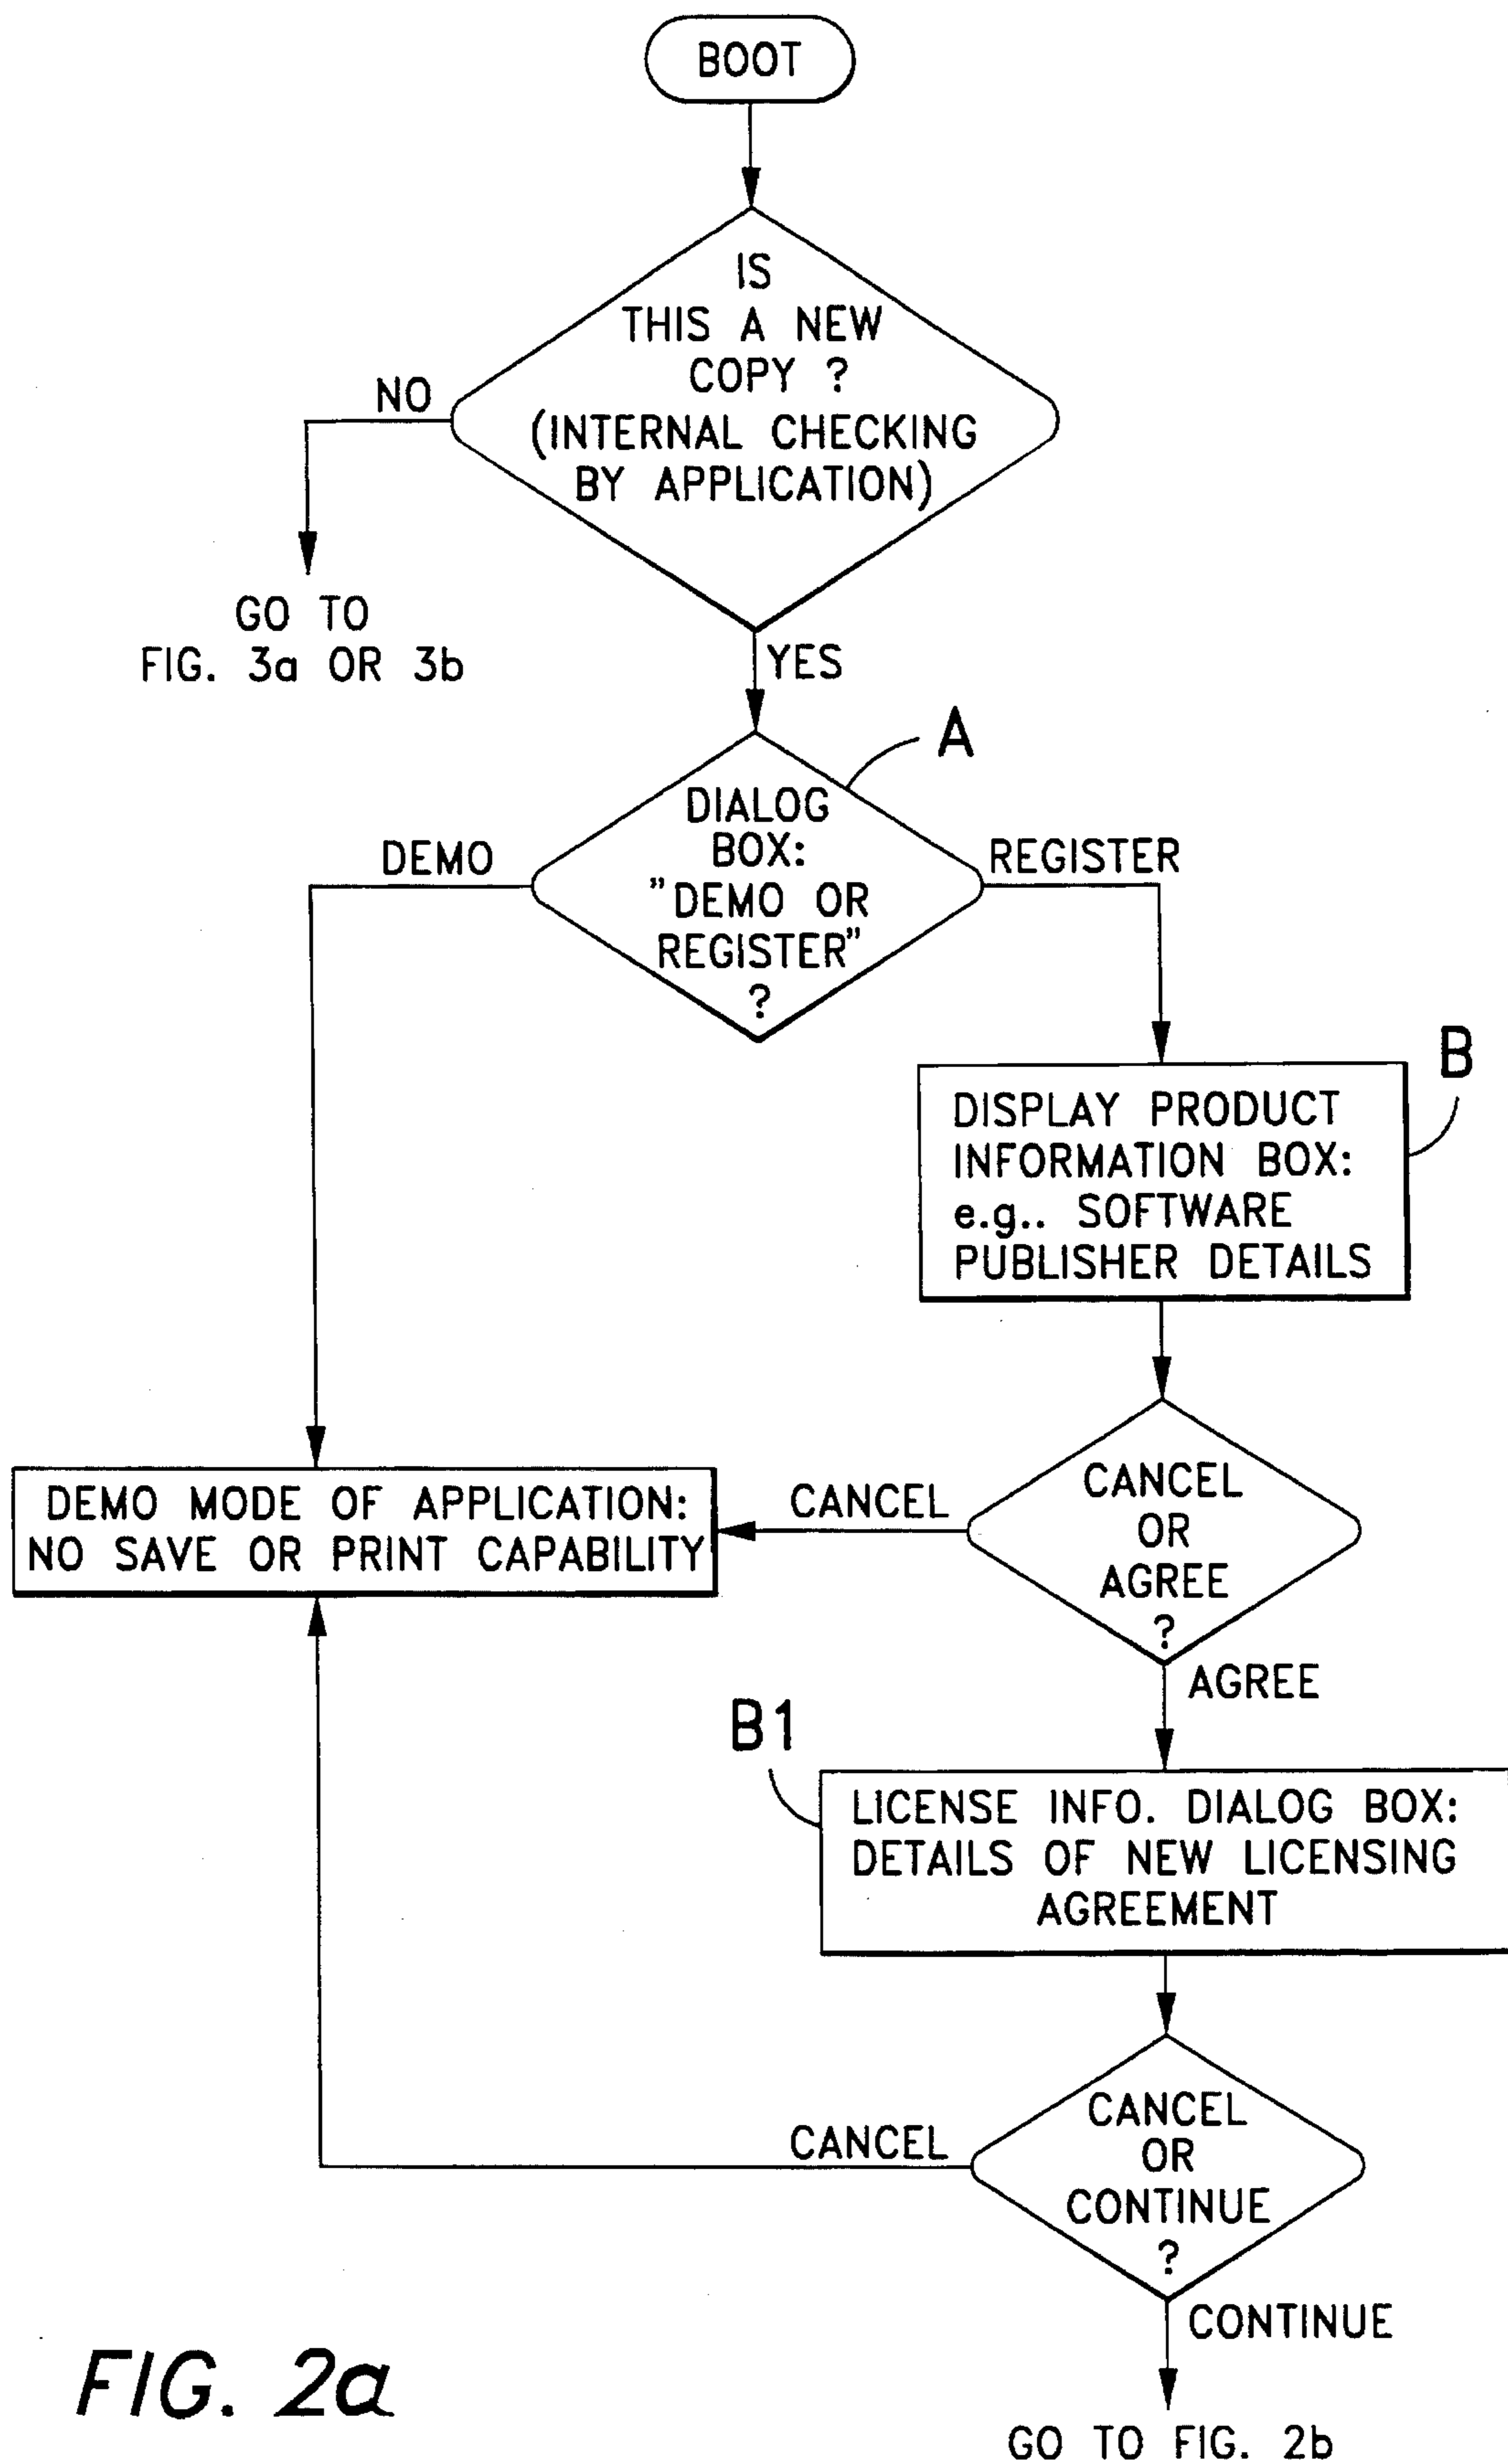 BOOT
IS
THIS A NEW
COPY ?
(INTERNAL CHECKING
BY APPLICATION)
NO
GO TO
FIG. 3a OR 3b
YES
A
DIALOG
BOX:
"DEMO OR
REGISTER"
?
DEMO
REGISTER
B
DISPLAY PRODUCT
INFORMATION BOX:
e.g.. SOFTWARE
PUBLISHER DETAILS
DEMO MODE OF APPLICATION:
NO SAVE OR PRINT CAPABILITY
CANCEL
CANCEL
OR
AGREE
?
AGREE
B1
LICENSE INFO. DIALOG BOX:
DETAILS OF NEW LICENSING
AGREEMENT
CANCEL
CANCEL
OR
CONTINUE
?
CONTINUE
GO TO FIG. 2b
FIG. 2a